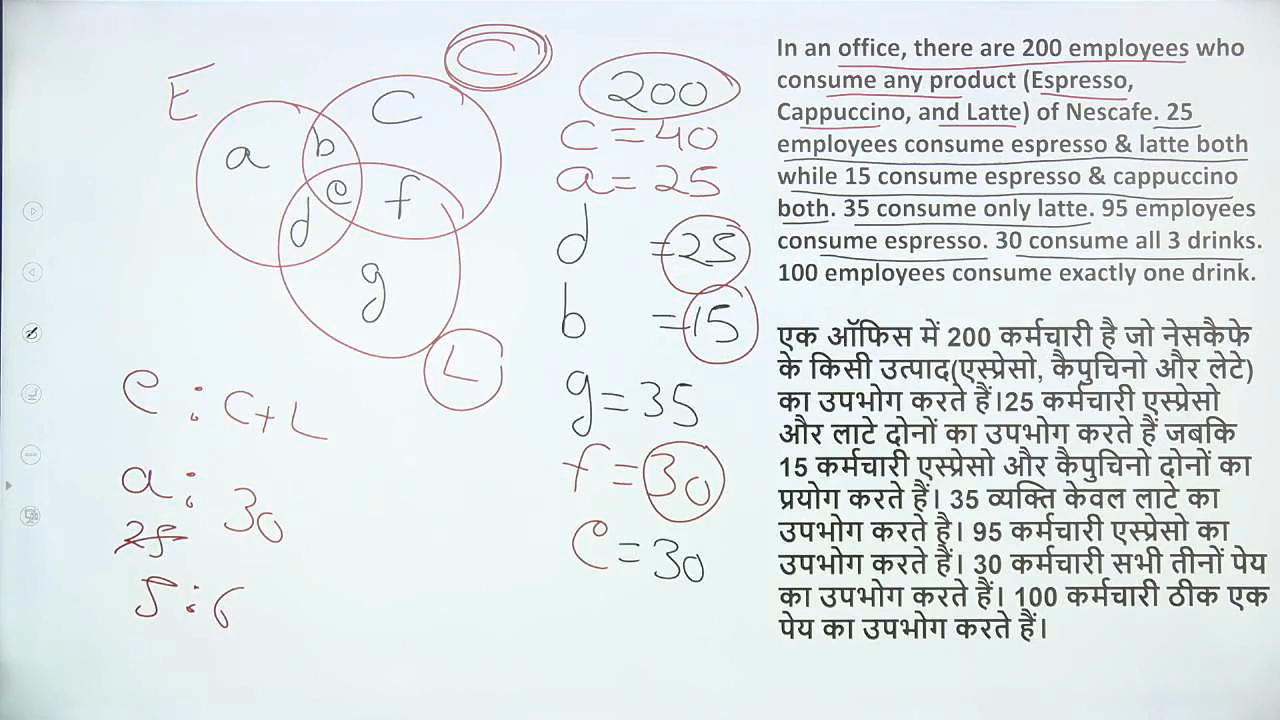 E
C
a
b
C
e
f
d
g
L
e : C+L
a : 30
25
5 : 6
200
C = 40
a = 25
d = 25
b = 15
g = 35
f = 30
e = 30
In an office, there are 200 employees who
consume any product (Espresso,
Cappuccino, and Latte) of Nescafe. 25
employees consume espresso & latte both
while 15 consume espresso & cappuccino
both. 35 consume only latte. 95 employees
consume espresso. 30 consume all 3 drinks.
100 employees consume exactly one drink.
एक ऑफिस में 200 कर्मचारी है जो नेसकैफे
के किसी उत्पाद(एस्प्रेसो, कैपुचिनो और लेटे)
का उपभोग करते हैं।25 कर्मचारी एस्प्रेसो
और लाटे दोनों का उपभोग करते हैं जबकि
15 कर्मचारी एस्प्रेसो और कैपुचिनो दोनों का
प्रयोग करते हैं। 35 व्यक्ति केवल लाटे का
उपभोग करते है। 95 कर्मचारी एस्प्रेसो का
उपभोग करते हैं। 30 कर्मचारी सभी तीनों पेय
का उपभोग करते हैं। 100 कर्मचारी ठीक एक
पेय का उपभोग करते हैं।